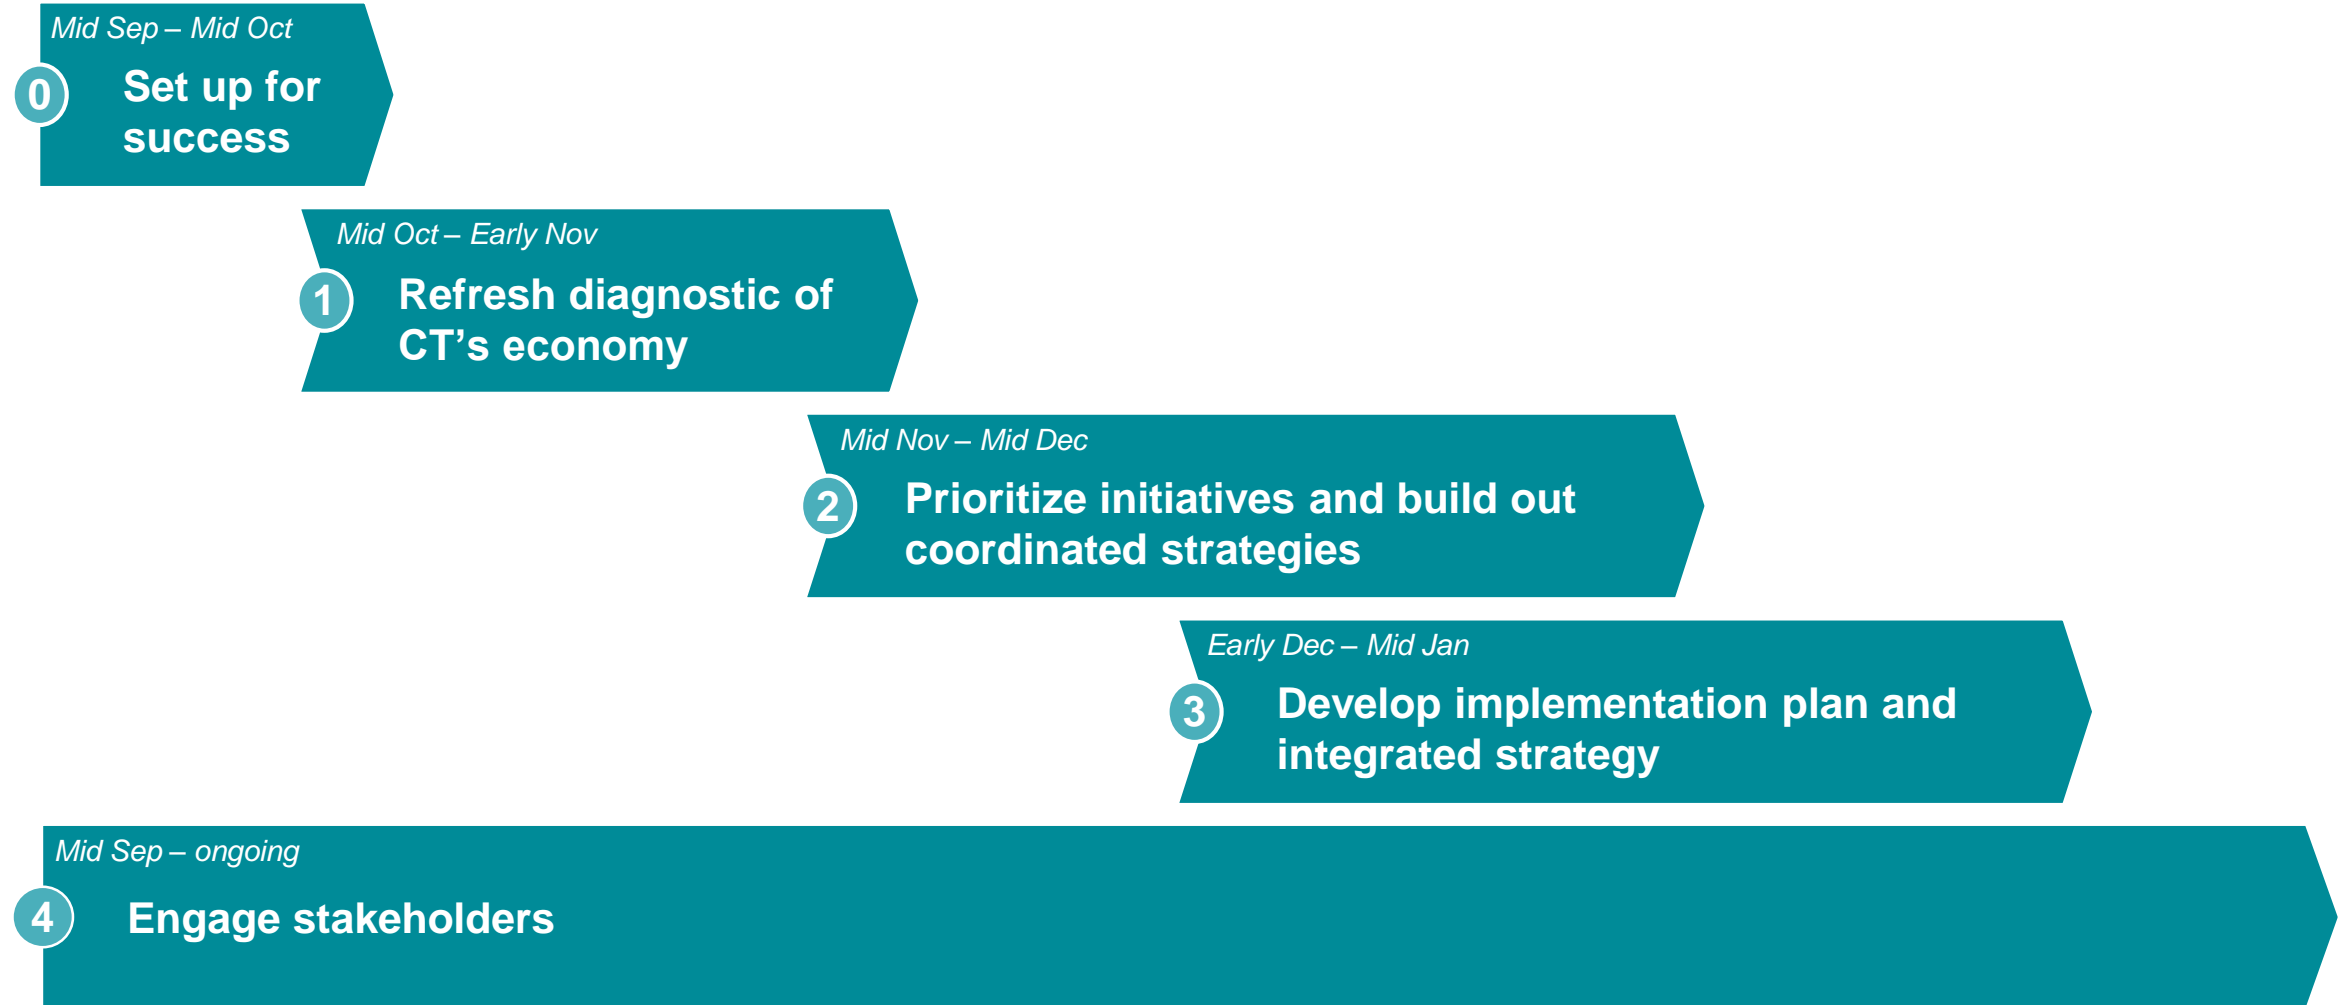 Mid Sep – Mid Oct
0
Set up for
success
Mid Oct – Early Nov
1
Refresh diagnostic of
CT’s economy
Mid Nov – Mid Dec
2
Prioritize initiatives and build out
coordinated strategies
Early Dec – Mid Jan
3
Develop implementation plan and
integrated strategy
Mid Sep – ongoing
4
Engage stakeholders